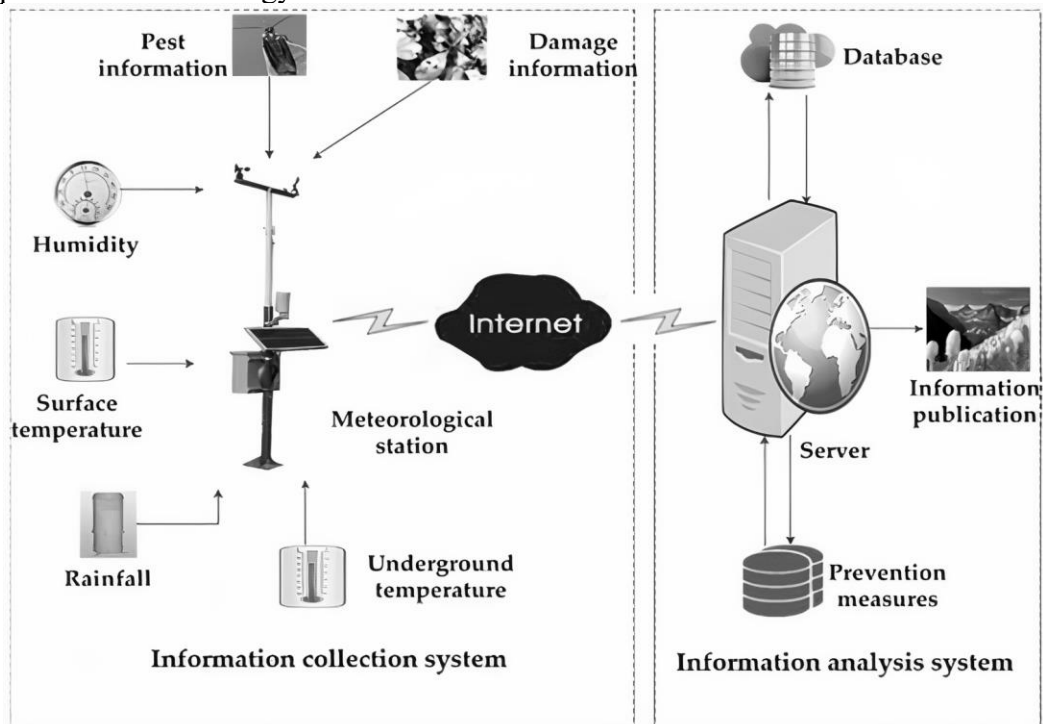 Pest
information
Damage
information
Database
Humidity
Internet
Surface
temperature
Meteorological
station
Information
publication
Server
Rainfall
Underground
temperature
Prevention
measures
Information collection system
Information analysis system